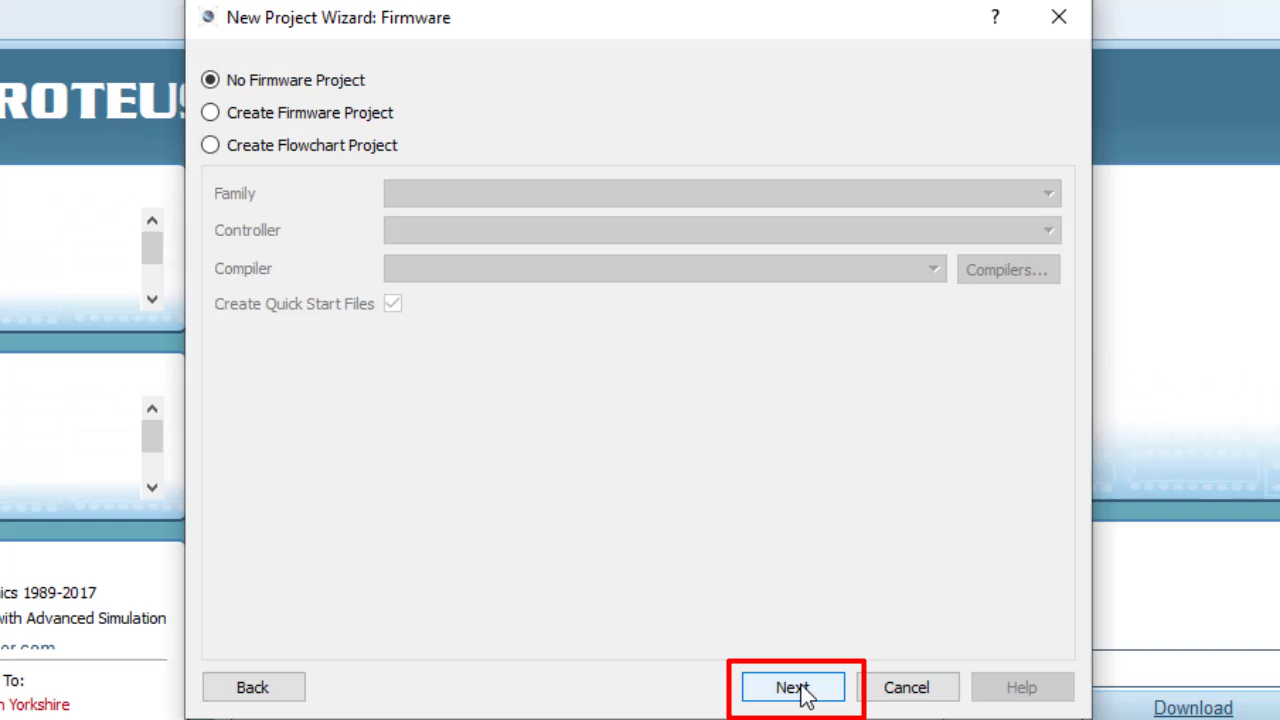 New Project Wizard: Firmware
?
ROTEUS
No Firmware Project
Create Firmware Project
Create Flowchart Project
Family
Controller
Compiler
Compilers...
Create Quick Start Files
ics 1989-2017
with Advanced Simulation
To:
n Yorkshire
Back
Next
Cancel
Help
Download